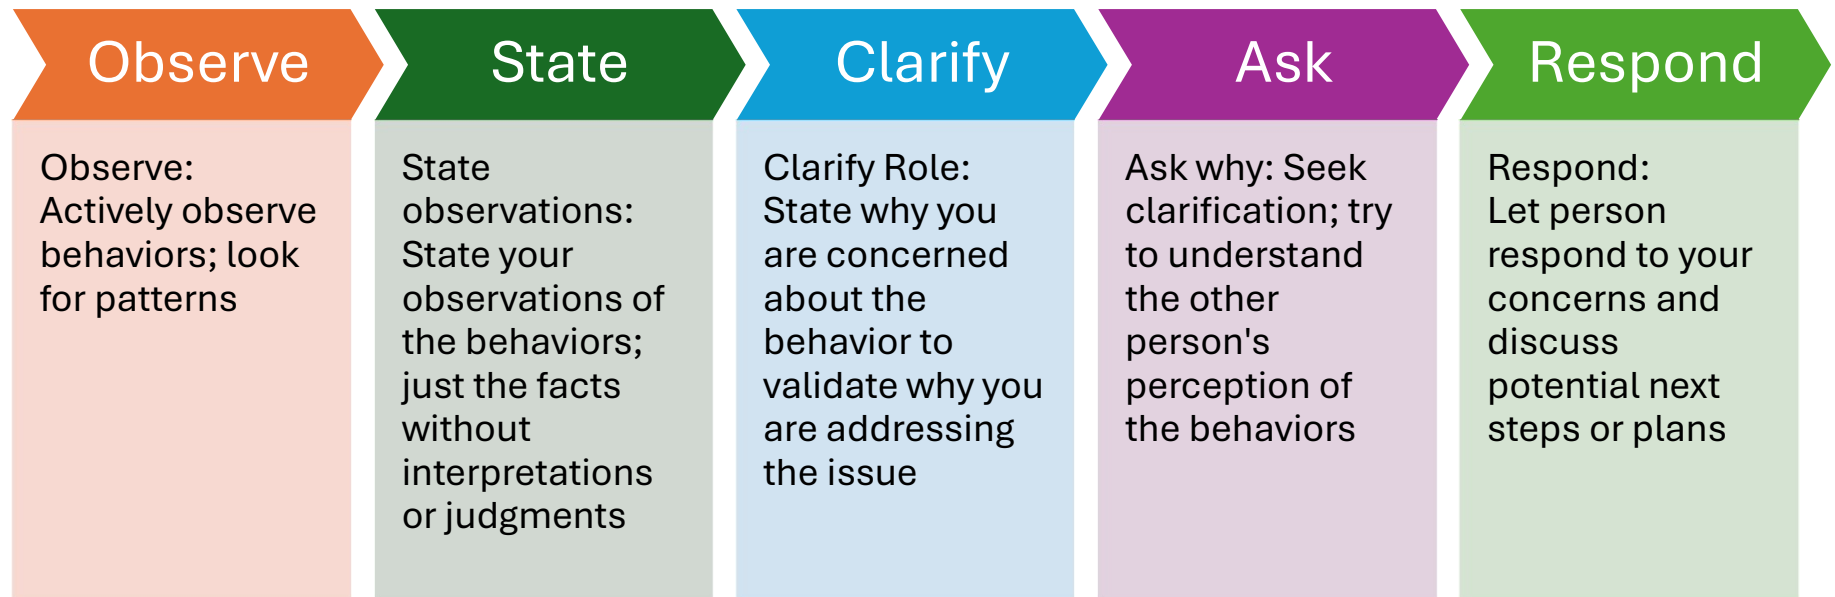 Observe
State
Clarify
Ask
Respond
Observe:
Actively observe
behaviors; look
for patterns
State
observations:
State your
observations of
the behaviors;
just the facts
without
interpretations
or judgments
Clarify Role:
State why you
are concerned
about the
behavior to
validate why you
are addressing
the issue
Ask why: Seek
clarification; try
to understand
the other
person's
perception of
the behaviors
Respond:
Let person
respond to your
concerns and
discuss
potential next
steps or plans